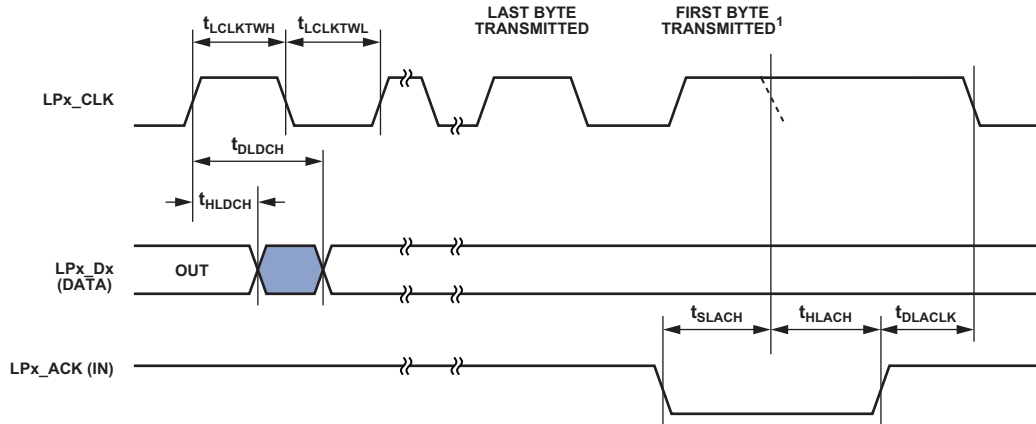 LAST BYTE
TRANSMITTED
FIRST BYTE
TRANSMITTED1
tLCLKTWH
tLCLKTWL
LPx_CLK
tDLDCH
tHLDCH
LPx_Dx
(DATA)
OUT
tSLACH
tHLACH
tDLACLK
LPx_ACK (IN)